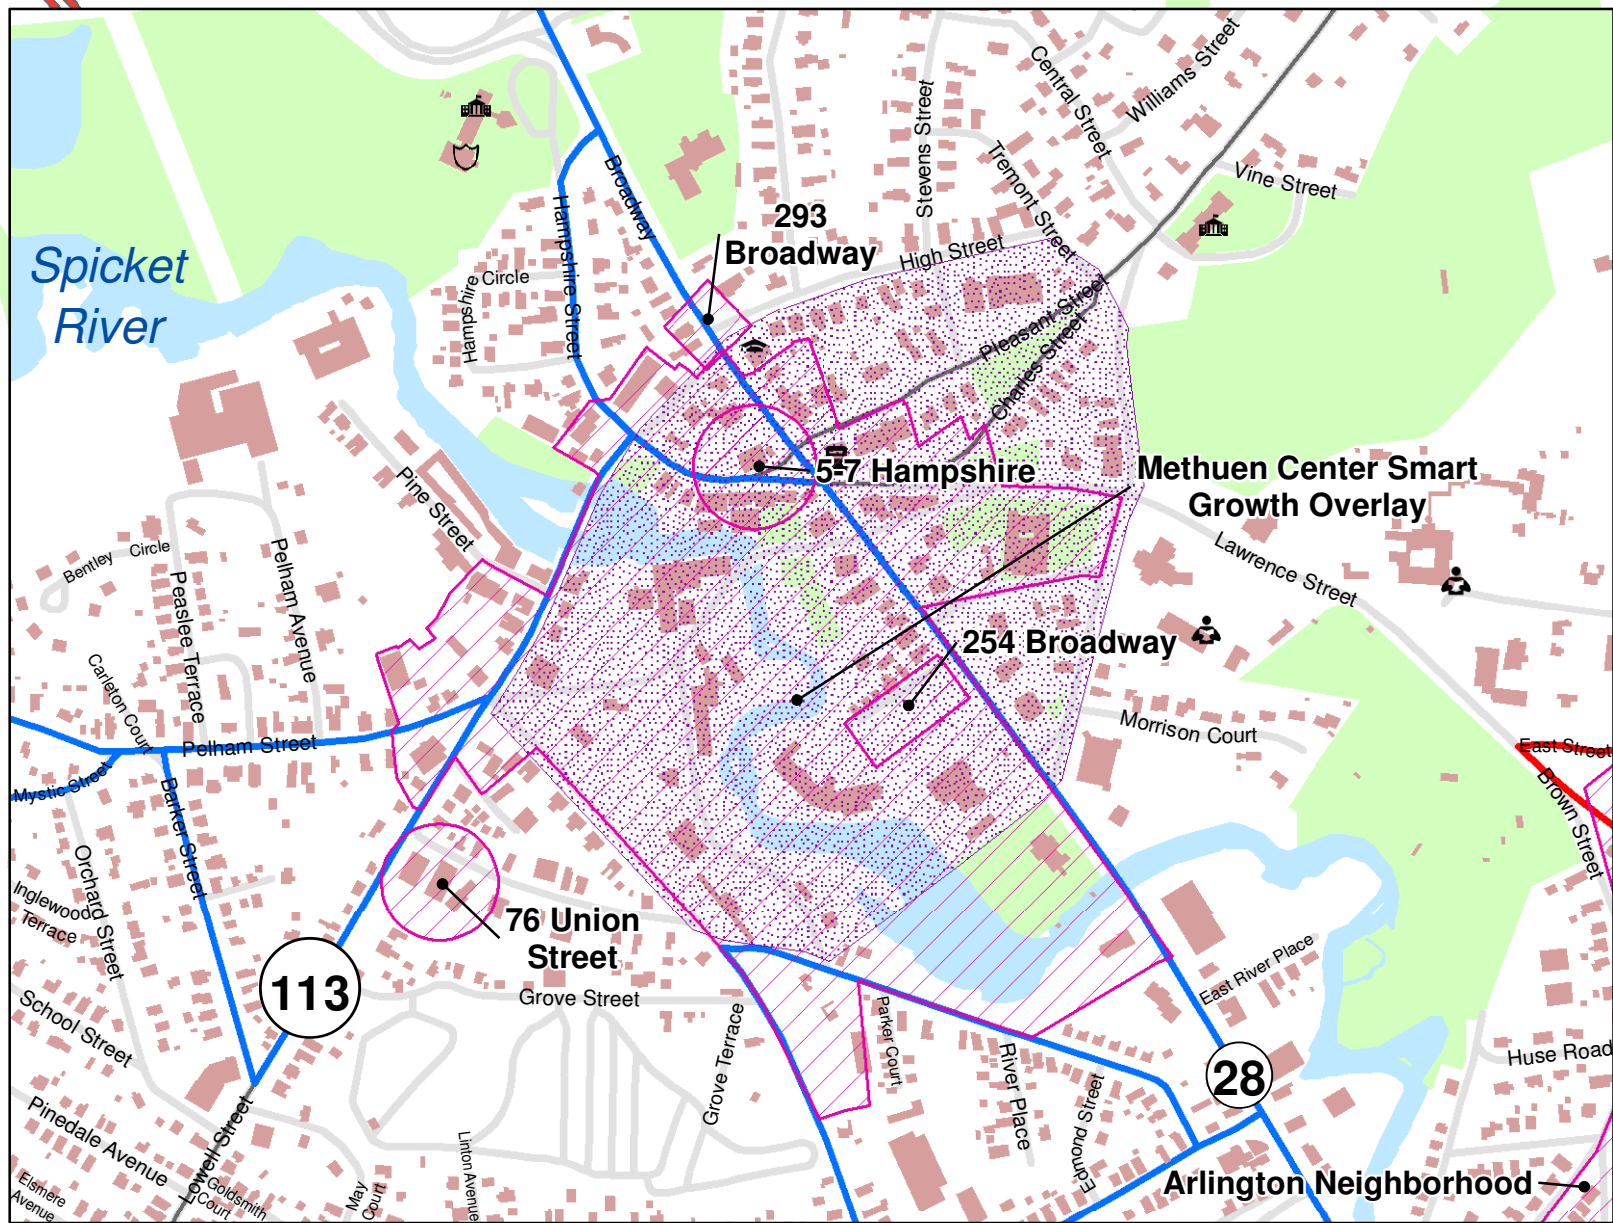 Williams Street
Central Street
Stevens Street
Tremont Street
Vine Street
Broadway
293
Broadway
Hampshire Street
High Street
Spicket
River
Circle
Hampshire
Pleasant Street
Charles Street
5-7 Hampshire
Methuen Center Smart
Growth Overlay
Pine Street
Lawrence Street
Bentley Circle
Peaslee Terrace
Pelham Avenue
254 Broadway
Carleton Court
Morrison Court
Pelham Street
East Street
Mystic Street
Barker Street
Brown Street
Orchard Street
Inglewood
Terrace
76 Union
Street
113
Grove Street
East River Place
School Street
Grove Terrace
Parker Court
River Place
Edmond Street
28
Huse Road
Pinedale Avenue
Lowell Street
Linton Avenue
May
Court
Goldsmith
Court
Elsmere
Avenue
Arlington Neighborhood